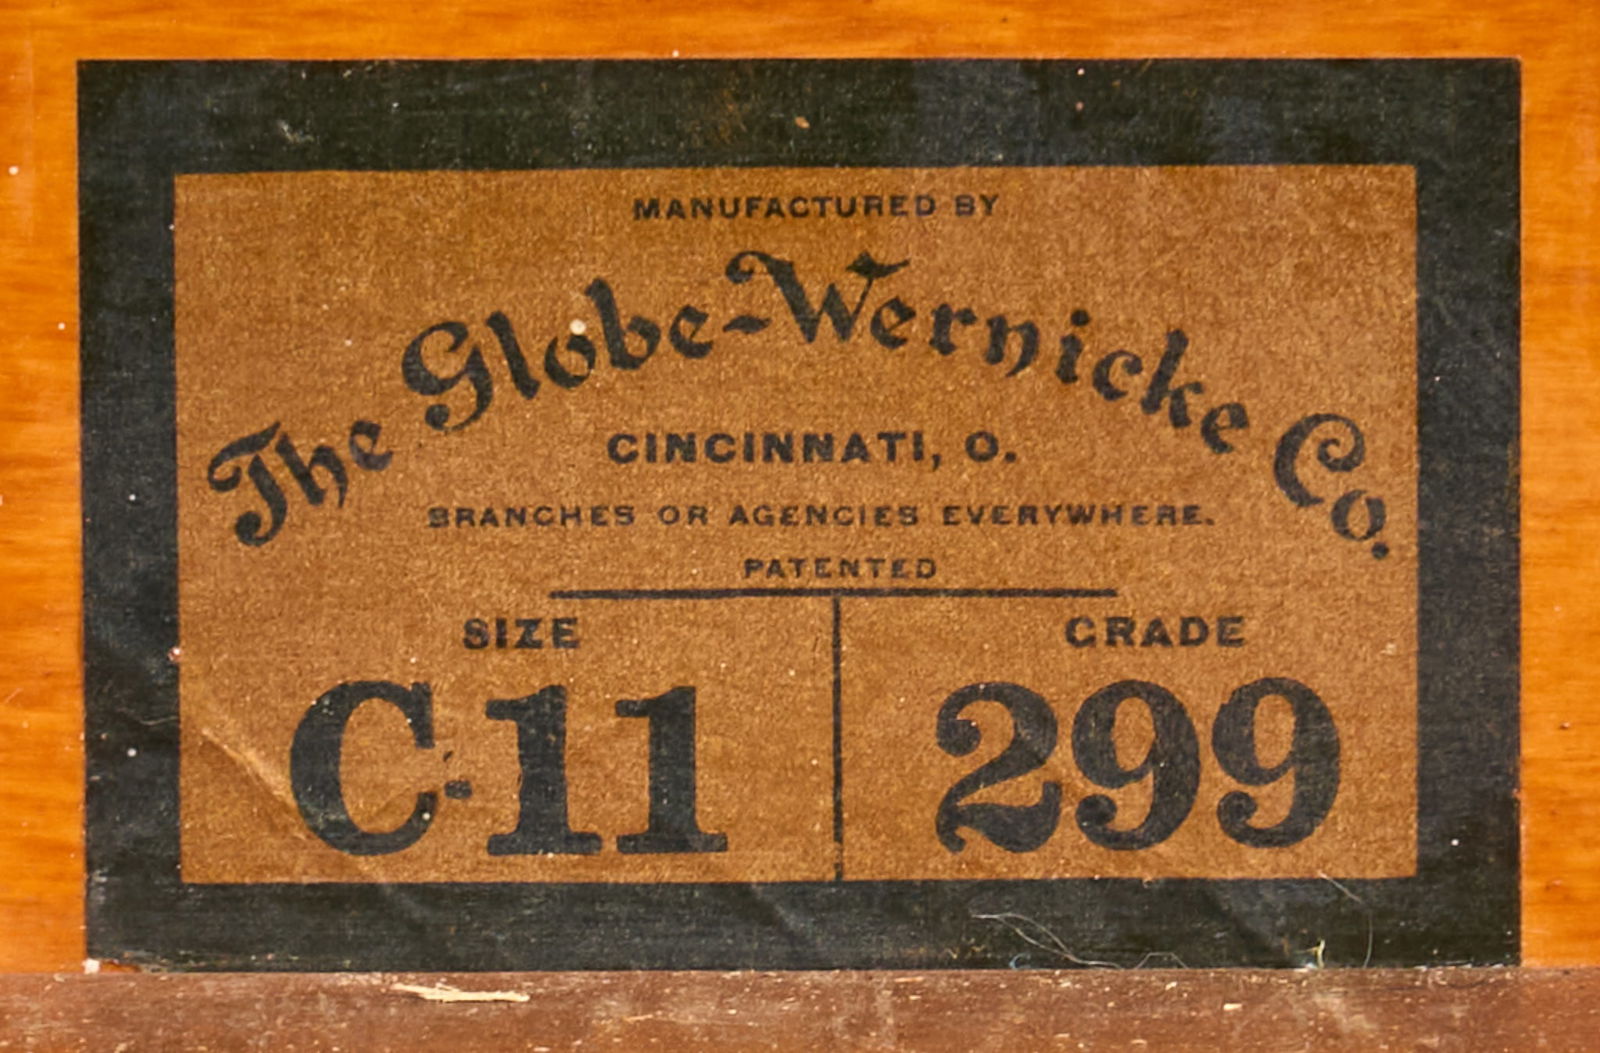 MANUFACTURED BY
The Globe-Wernicke Co.
CINCINNATI, O.
BRANCHES OR AGENCIES EVERYWHERE.
PATENTED
SIZE GRADE
C-11 299